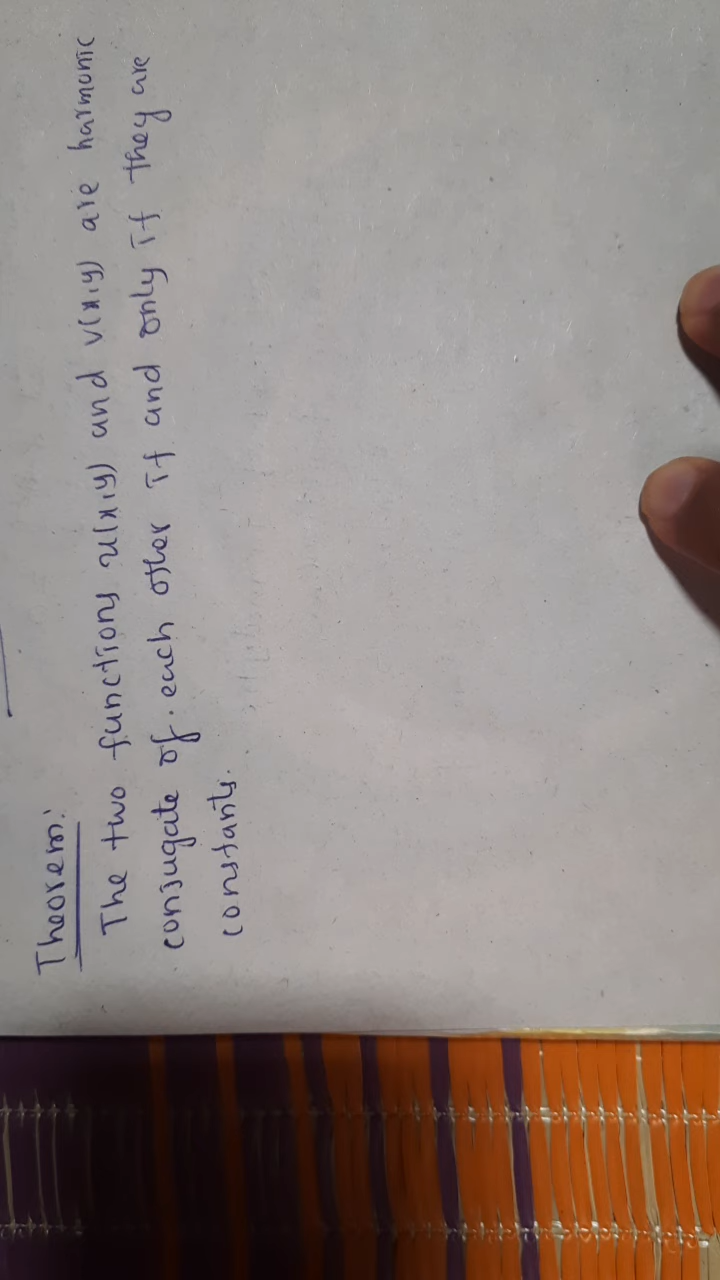 Theorem:
The two functions u(x,y) and v(x,y) are harmonic
conjugate of each other if and only if they are
constants.